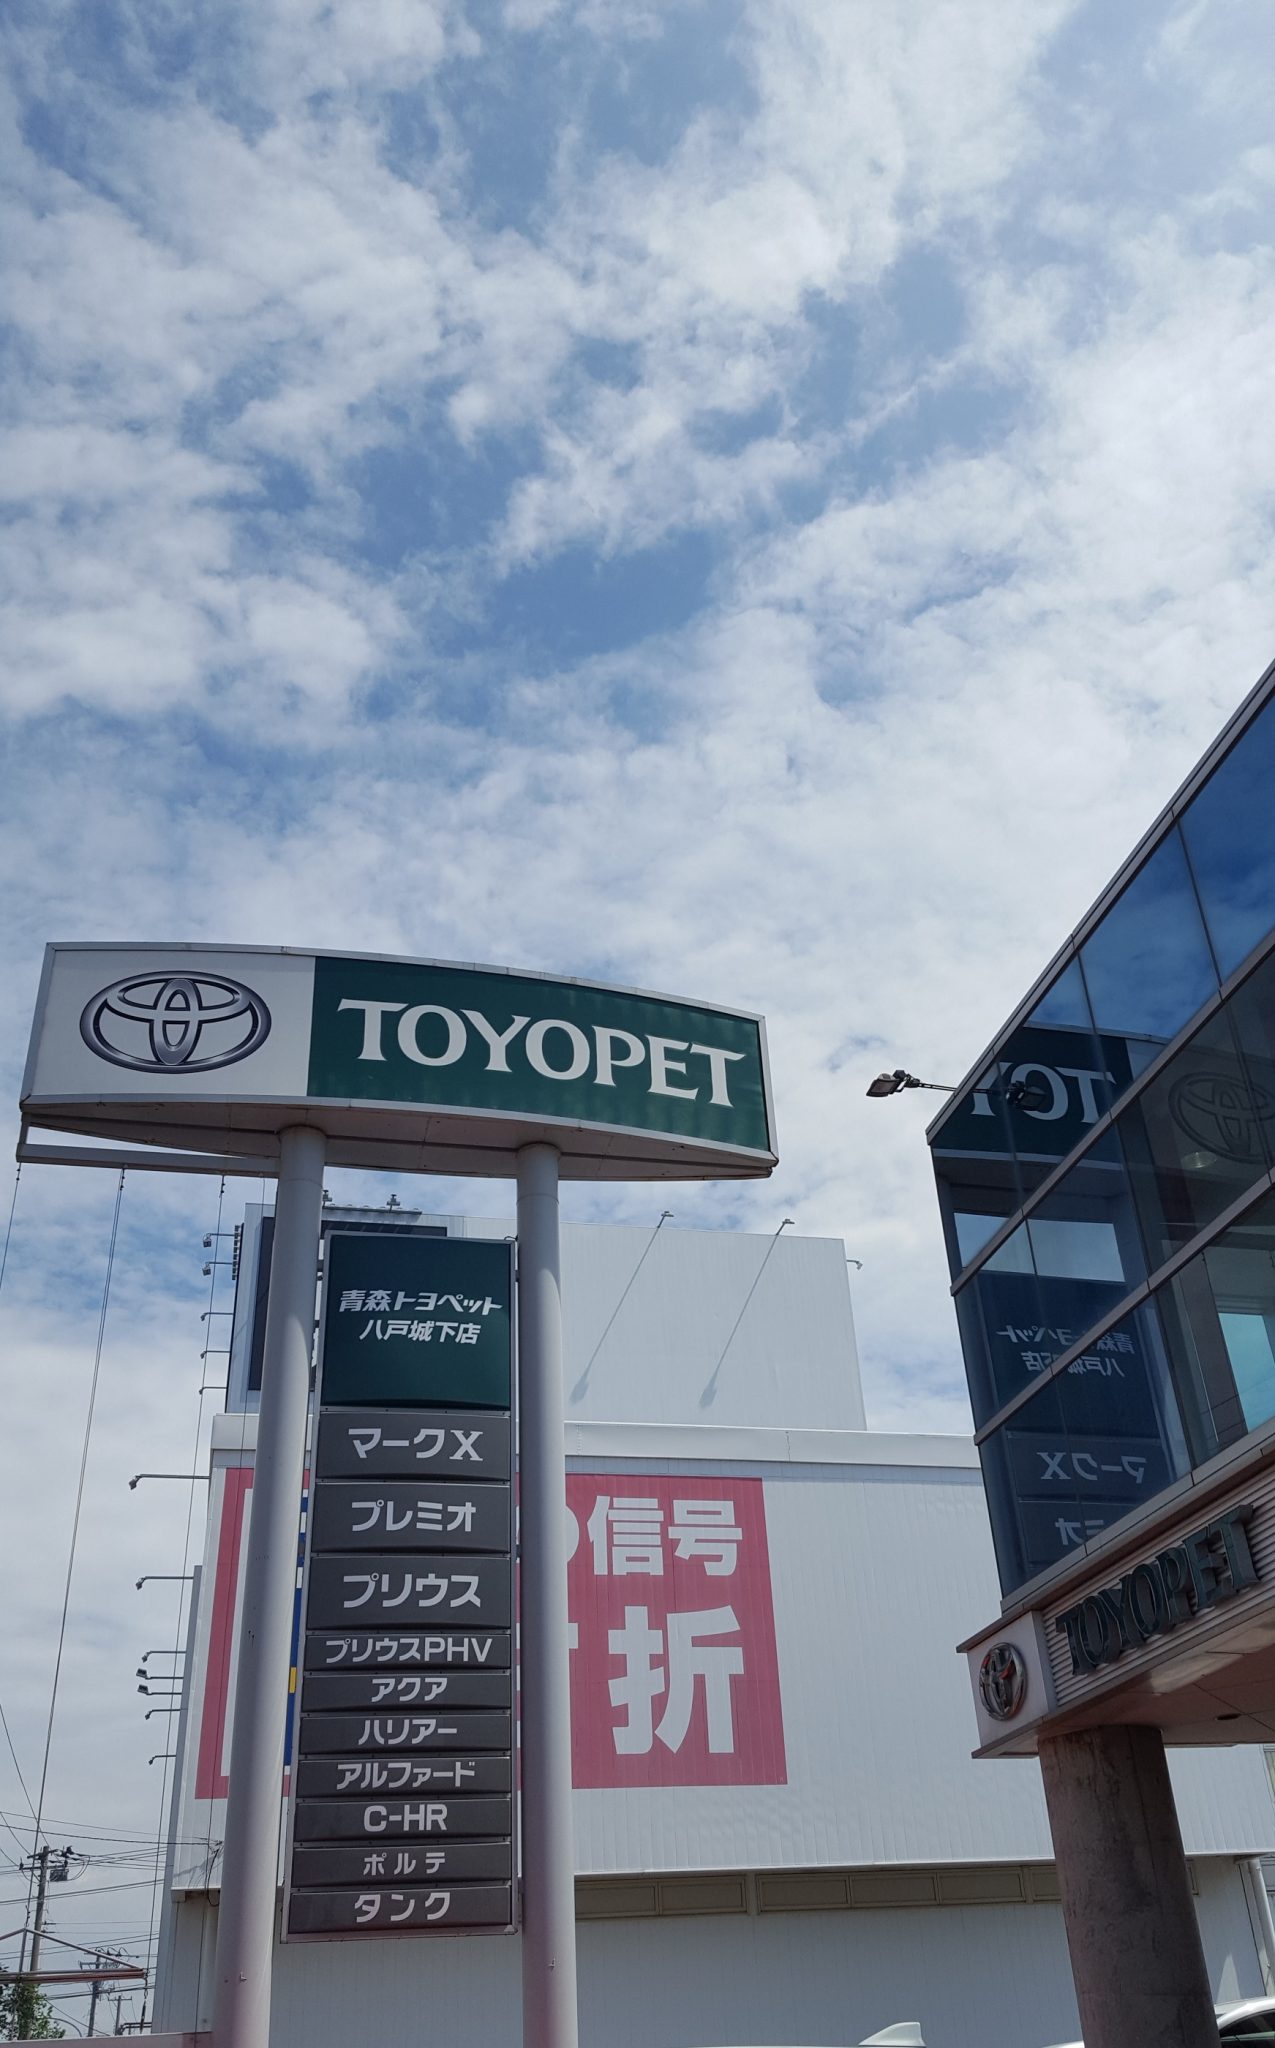 TOYOPET
青森トヨペット
八戸城下店
マークX
プレミオ
プリウス
プリウスPHV
アクア
ハリアー
アルファード
C-HR
ポルテ
タンク
の信号
折
TOYOPET